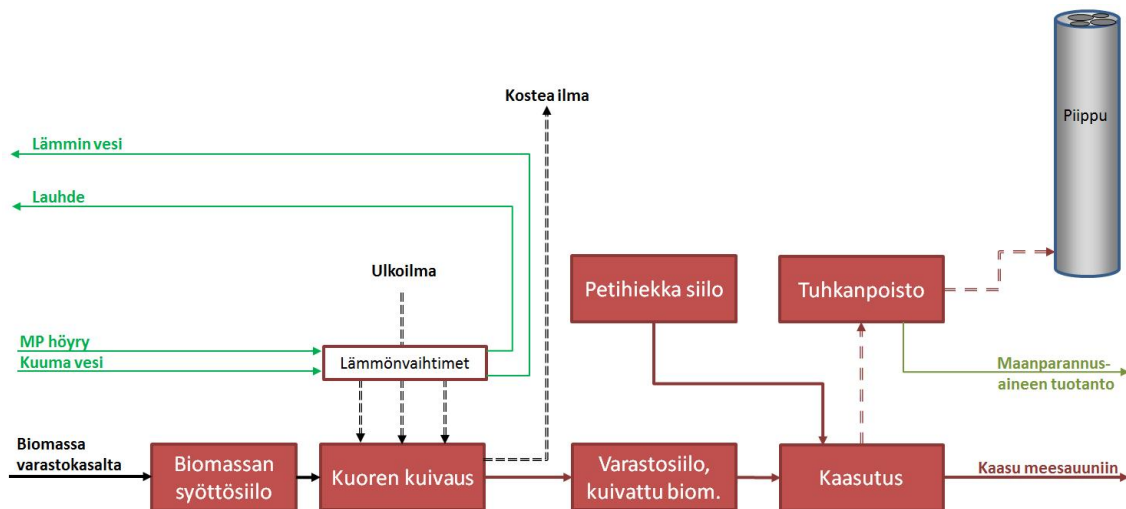 Kostea ilma
Piippu
Lämmin vesi
Lauhde
Ulkoilma
Petihiekka siilo
Tuhkanpoisto
MP höyry
Kuuma vesi
Lämmönvaihtimet
Maanparannus-
aineen tuotanto
Biomassa
varastokasalta
Biomassan
syöttösiilo
Kuoren kuivaus
Varastosiilo,
kuivattu biom.
Kaasutus
Kaasu meesauuniin